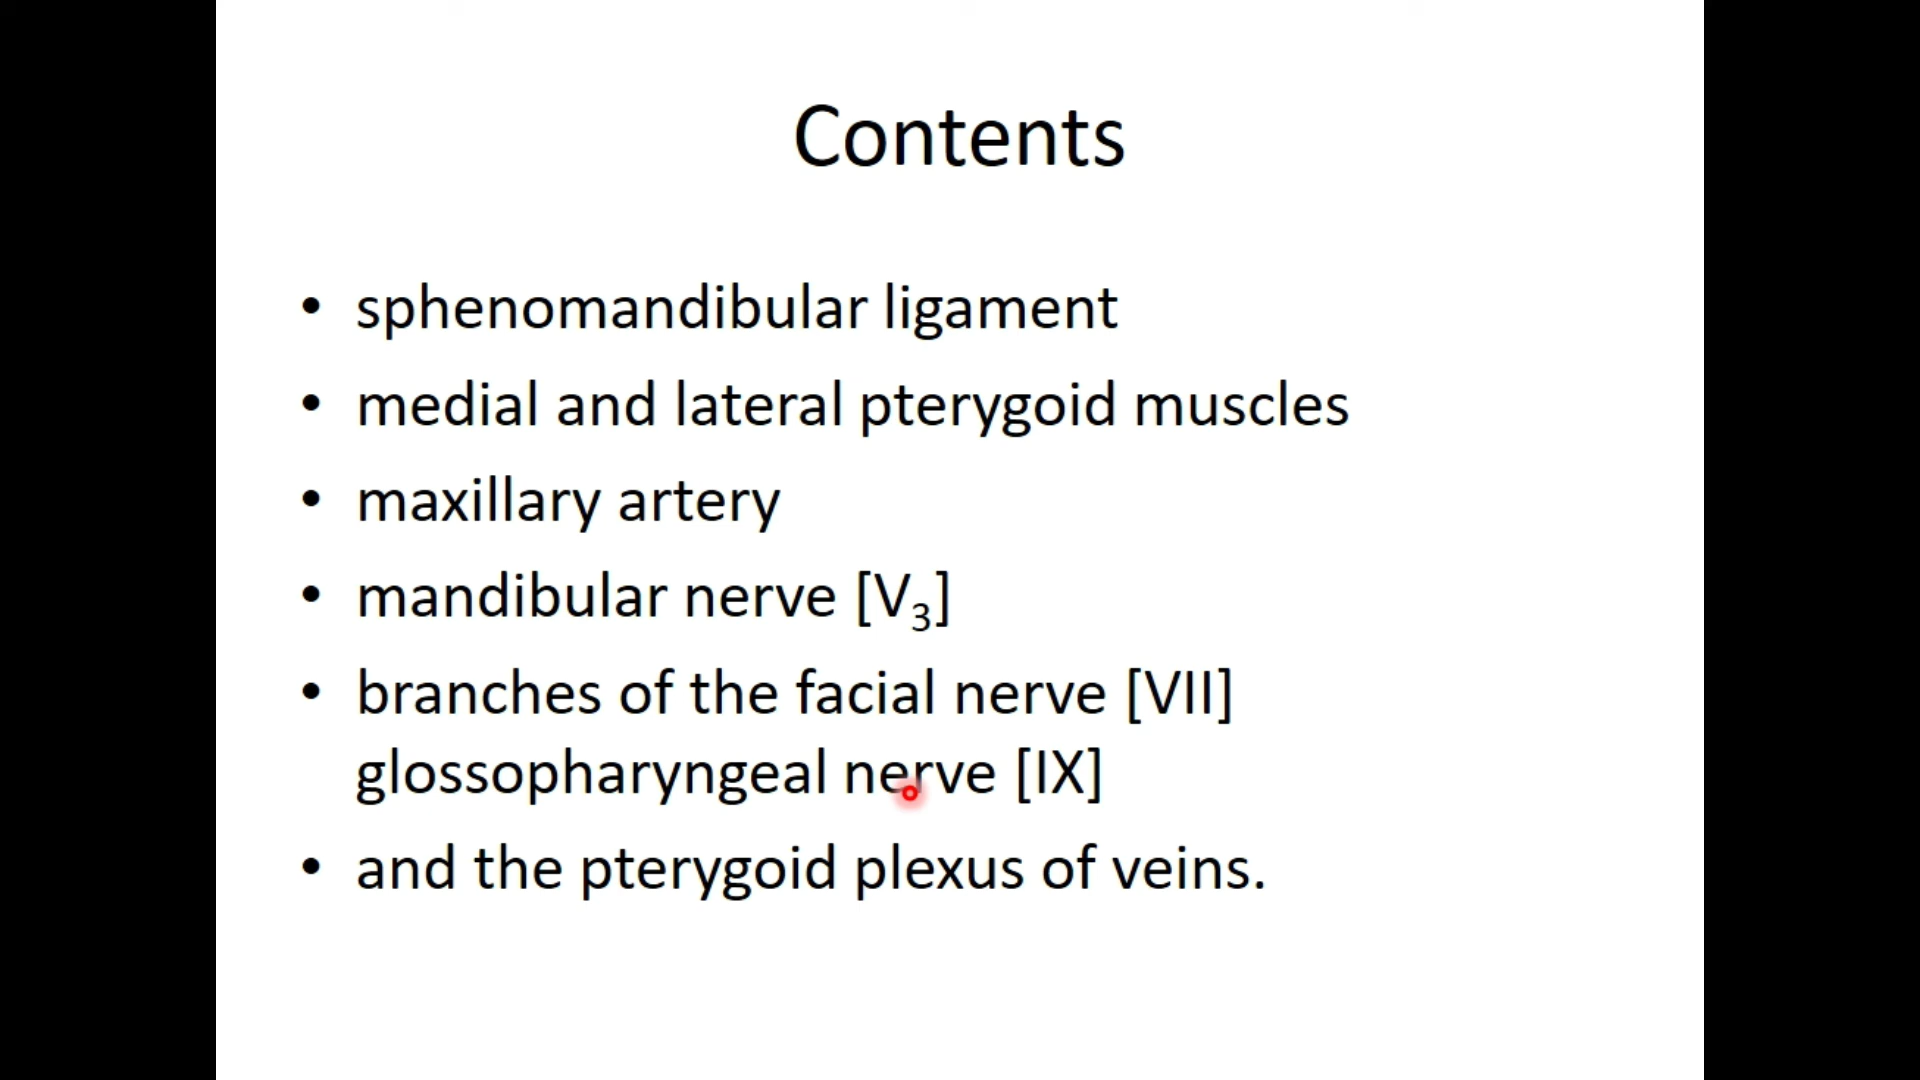 Contents
• sphenomandibular ligament
• medial and lateral pterygoid muscles
• maxillary artery
• mandibular nerve [V₃]
• branches of the facial nerve [VII]
glossopharyngeal nerve [IX]
• and the pterygoid plexus of veins.